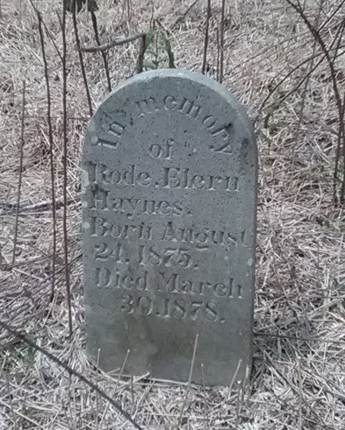 In memory
of
Rode. Elern
Haynes.
Born August
24. 1875.
Died March
30. 1878.